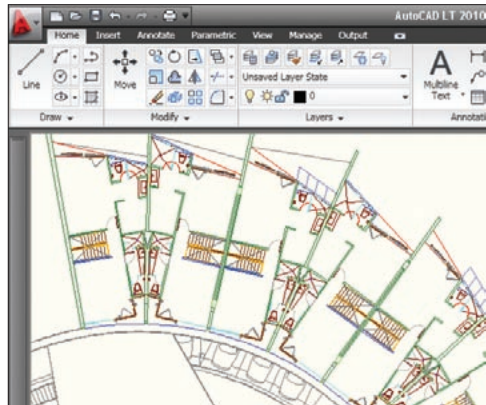 AutoCAD LT 2010
Home Insert Annotate Parametric View Manage Output
Line
Move
Unsaved Layer State
0
A
Multiline
Text
Draw Modify Layers Annotati